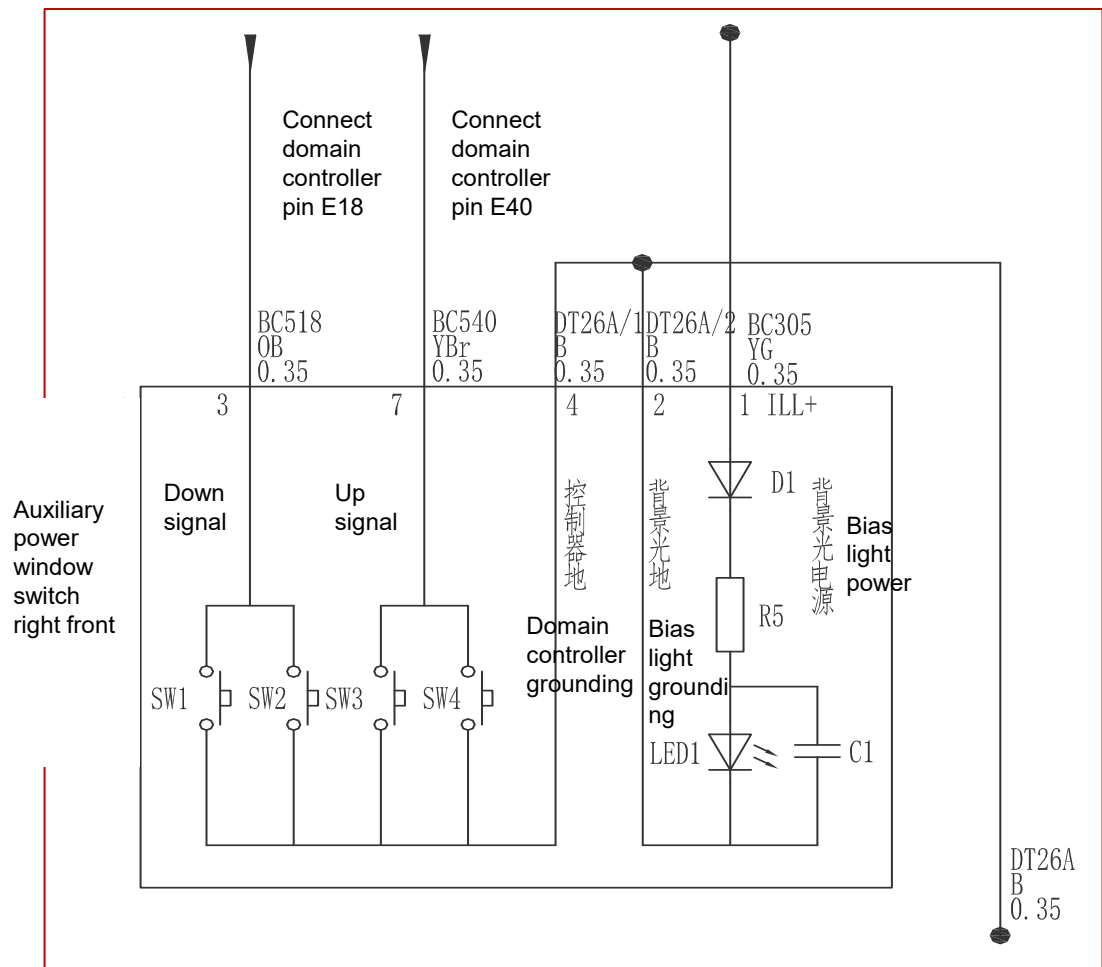 Connect
domain
controller
pin E18
Connect
domain
controller
pin E40
BC518
OB
0.35
BC540
YBr
0.35
DT26A/1
B
0.35
DT26A/2
B
0.35
BC305
YG
0.35
3
7
4
2
1 ILL+
Auxiliary
power
window
switch
right front
Down
signal
Up
signal
控制器地
背景光地
D1
背景光电源
Bias
light
power
R5
Domain
controller
grounding
Bias
light
groundi
ng
SW1
SW2
SW3
SW4
LED1
C1
DT26A
B
0.35